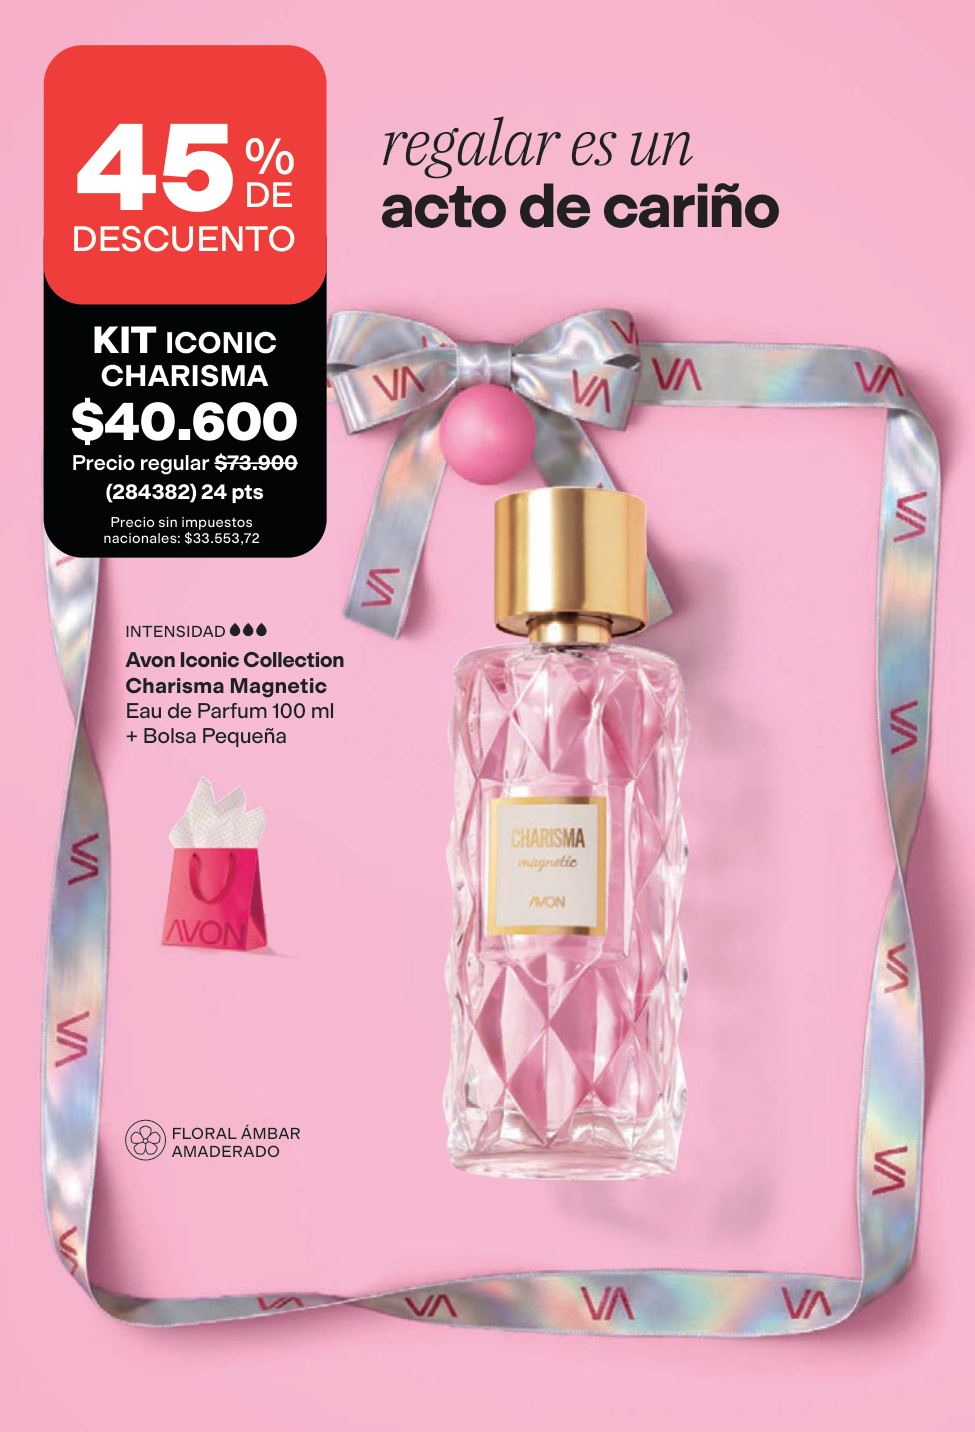 45% DE
DESCUENTO
regalar es un
acto de cariño
KIT ICONIC
CHARISMA
$40.600
Precio regular $73.900
(284382) 24 pts
Precio sin impuestos
nacionales: $33.553,72
INTENSIDAD
Avon Iconic Collection
Charisma Magnetic
Eau de Parfum 100 ml
+ Bolsa Pequeña
AVON
CHARISMA
magnetic
AVON
FLORAL ÁMBAR
AMADERADO